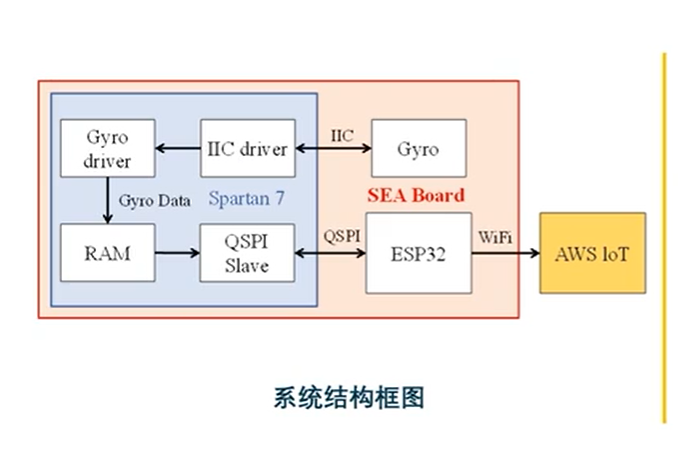 Gyro
driver
IIC driver
IIC
Gyro
Gyro Data
Spartan 7
SEA Board
RAM
QSPI
Slave
QSPI
ESP32
WiFi
AWS IoT
系统结构框图